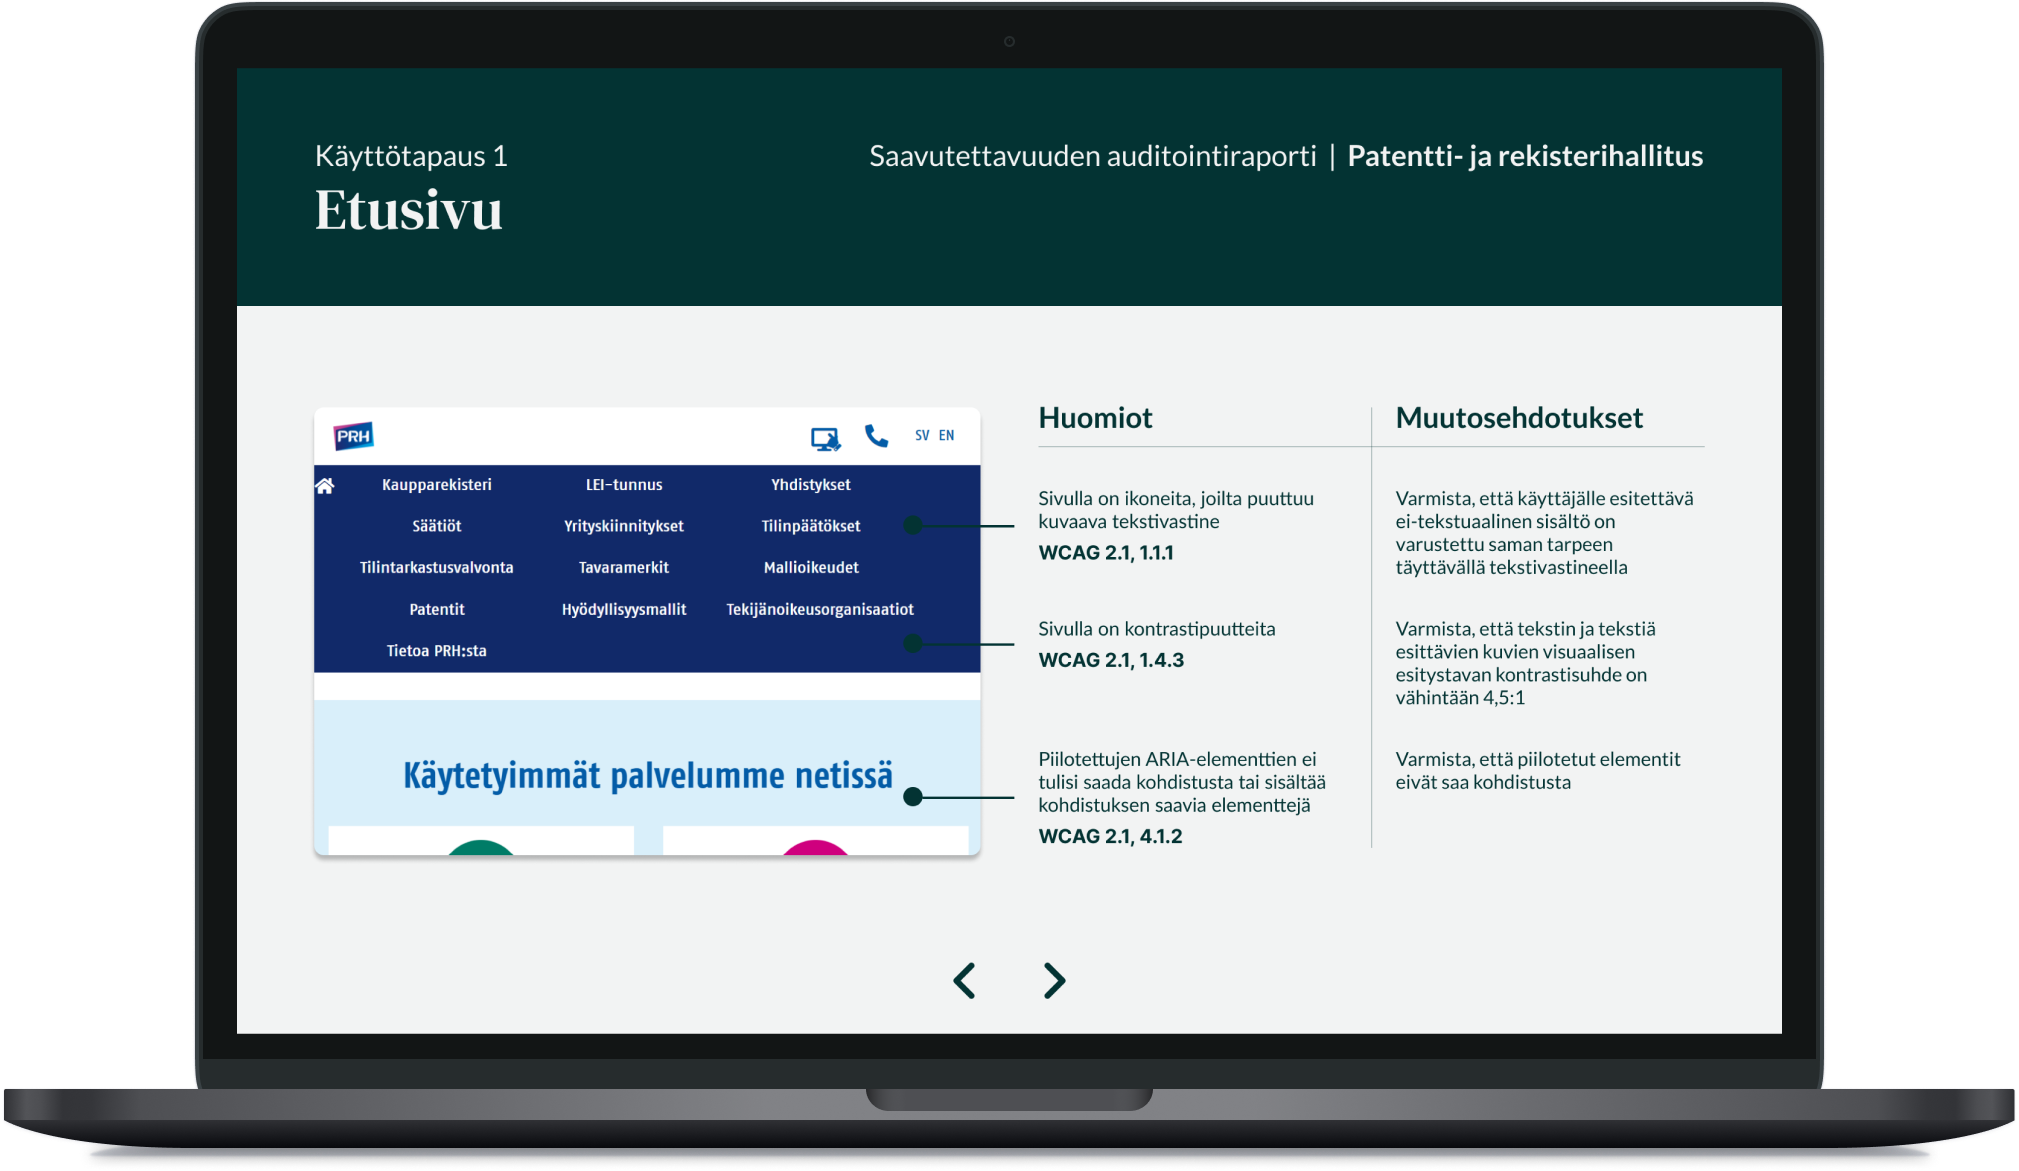 Käyttötapaus 1
Etusivu
Saavutettavuuden auditointiraporti | Patentti- ja rekisterihallitus
PRH
SV EN
Kaupparekisteri LEI-tunnus Yhdistykset
Säätiöt Yrityskiinnitykset Tilinpäätökset
Tilintarkastusvalvonta Tavaramerkit Mallioikeudet
Patentit Hyödyllisyysmallit Tekijänoikeusorganisaatiot
Tietoa PRH:sta
Käytetyimmät palvelumme netissä
Huomiot
Sivulla on ikoneita, joilta puuttuu
kuvaava tekstivastine
WCAG 2.1, 1.1.1
Sivulla on kontrastipuutteita
WCAG 2.1, 1.4.3
Piilotettujen ARIA-elementtien ei
tulisi saada kohdistusta tai sisältää
kohdistuksen saavia elementtejä
WCAG 2.1, 4.1.2
Muutosehdotukset
Varmista, että käyttäjälle esitettävä
ei-tekstuaalinen sisältö on
varustettu saman tarpeen
täyttävällä tekstivastineella
Varmista, että tekstin ja tekstiä
esittävien kuvien visuaalisen
esitystavan kontrastisuhde on
vähintään 4,5:1
Varmista, että piilotetut elementit
eivät saa kohdistusta